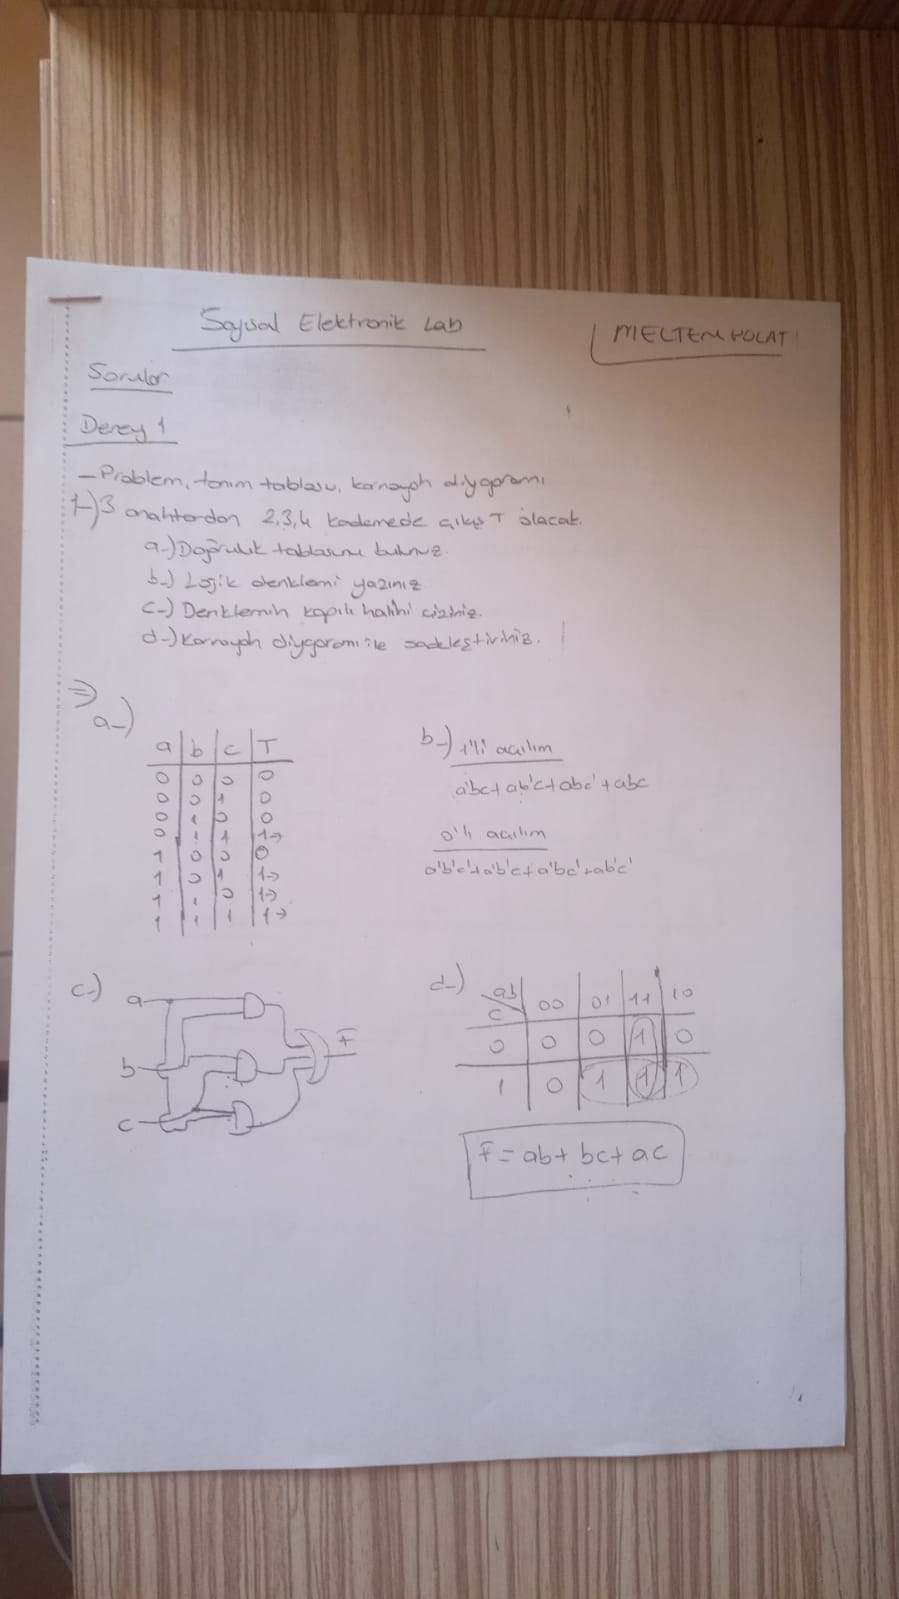 Sayısal Elektronik Lab
MELTEM POLAT
Sorular
Deney 1
- Problem, tanım tablosu, karnaugh diyagramı
1-) 3 anahtardan 2,3,4 kademede çıkış T olacak.
a-) Doğruluk tablosunu bulunuz.
b-) Lojik denklemi yazınız
c-) Denklemin kapılı halini çiziniz.
d-) Karnaugh diyagramı ile sadeleştiriniz.
⇒ a-)
a b c T
0 0 0 0
0 0 1 0
0 1 0 0
0 1 1 1→
1 0 0 0
1 0 1 1→
1 1 0 1→
1 1 1 1→
b-) 1'li açılım
a'bc+ab'c+abc'+abc
0'lı açılım
a'b'c'+a'b'c+a'bc'+ab'c'
c-)
a
b
c
F
d-)
ab 00 01 11 10
c
0 0 0 1 0
1 0 1 1 1
F = ab + bc + ac